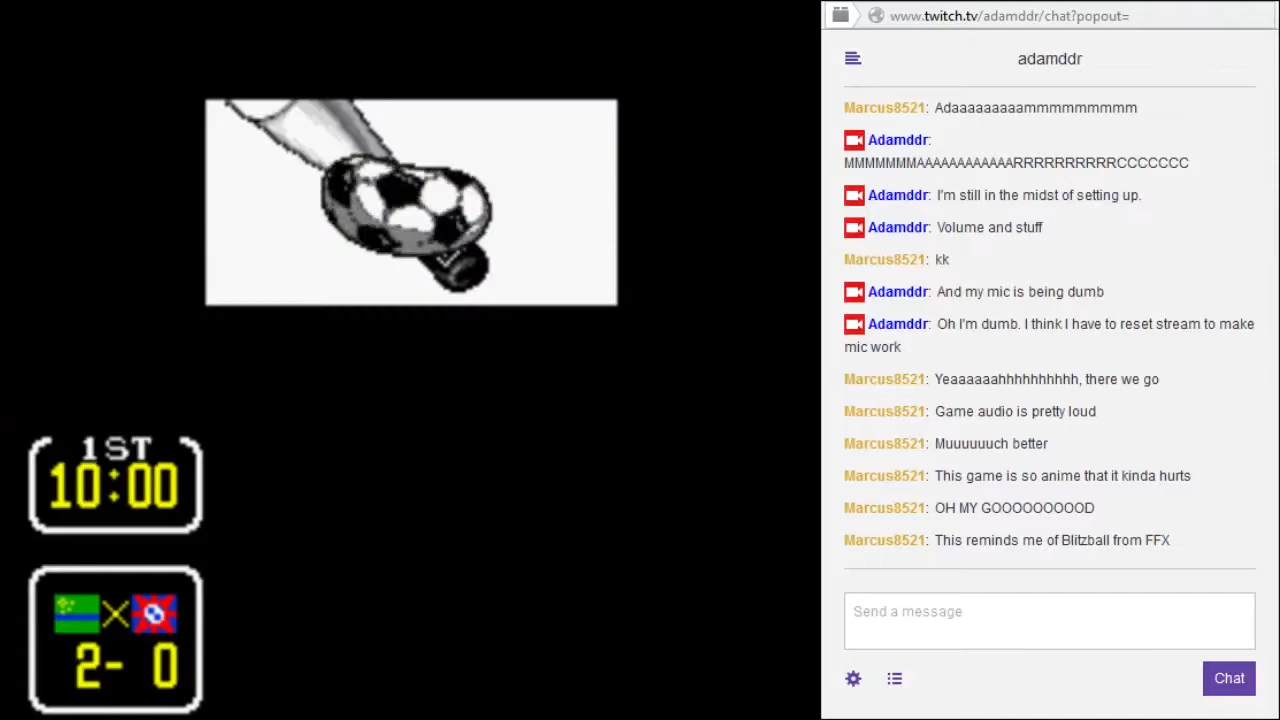 1ST
10:00
2- 0
www.twitch.tv/adamddr/chat?popout=
adamddr
Marcus8521: Adaaaaaaaaammmmmmmmm
Adamddr:
MMMMMMMAAAAAAAAAAAARRRRRRRRRRCCCCCCC
Adamddr: I'm still in the midst of setting up.
Adamddr: Volume and stuff
Marcus8521: kk
Adamddr: And my mic is being dumb
Adamddr: Oh I'm dumb. I think I have to reset stream to make
mic work
Marcus8521: Yeaaaaaahhhhhhhhhh, there we go
Marcus8521: Game audio is pretty loud
Marcus8521: Muuuuuuch better
Marcus8521: This game is so anime that it kinda hurts
Marcus8521: OH MY GOOOOOOOOOD
Marcus8521: This reminds me of Blitzball from FFX
Send a message
Chat